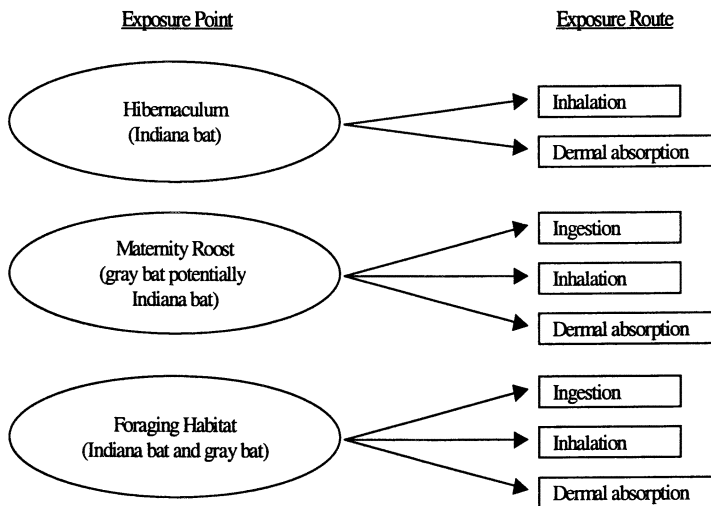 Exposure Point
Exposure Route
Hibernaculum
(Indiana bat)
Inhalation
Dermal absorption
Maternity Roost
(gray bat potentially
Indiana bat)
Ingestion
Inhalation
Dermal absorption
Foraging Habitat
(Indiana bat and gray bat)
Ingestion
Inhalation
Dermal absorption